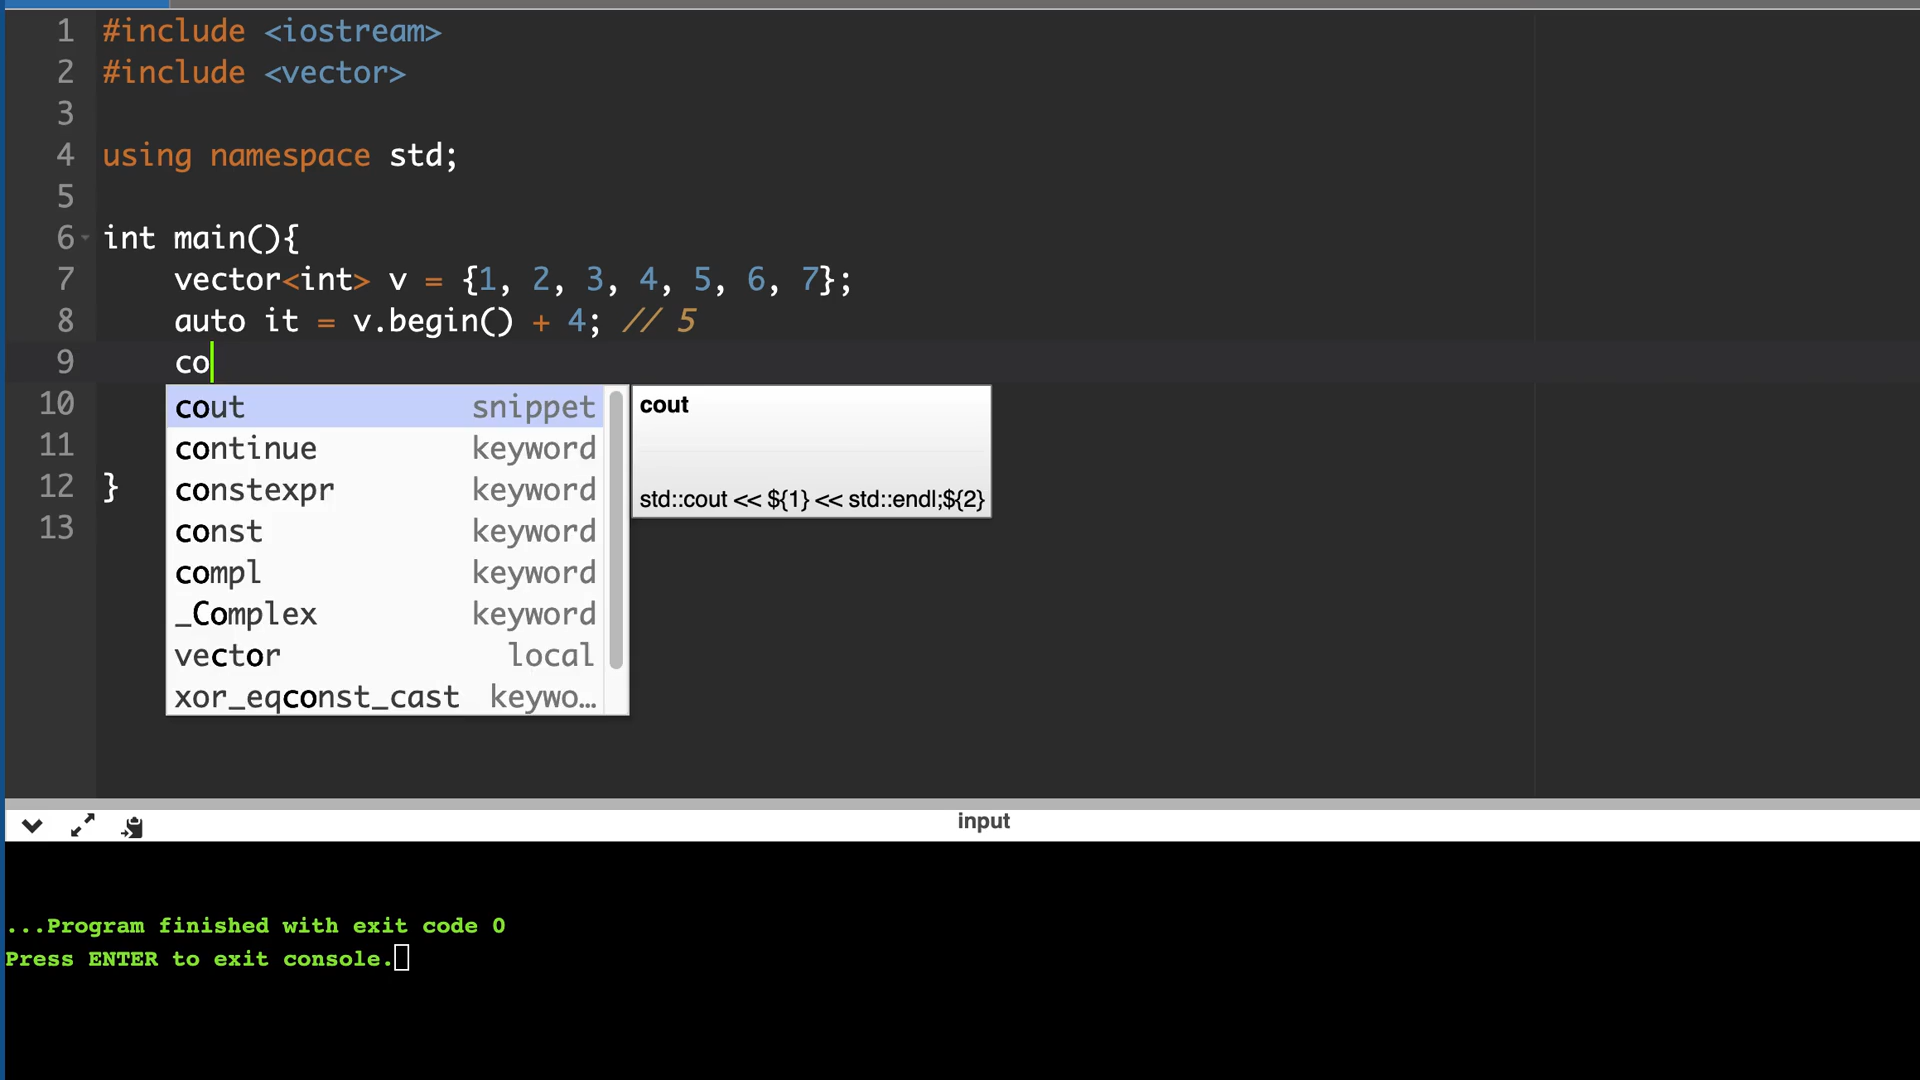 1 #include <iostream>
2 #include <vector>
3
4 using namespace std;
5
6 int main(){
7 vector<int> v = {1, 2, 3, 4, 5, 6, 7};
8 auto it = v.begin() + 4; // 5
9 co
10
11
12 }
13
cout snippet
continue keyword
constexpr keyword
const keyword
compl keyword
_Complex keyword
vector local
xor_eqconst_cast keywo…
cout
std::cout << ${1} << std::endl;${2}
input
...Program finished with exit code 0
Press ENTER to exit console.